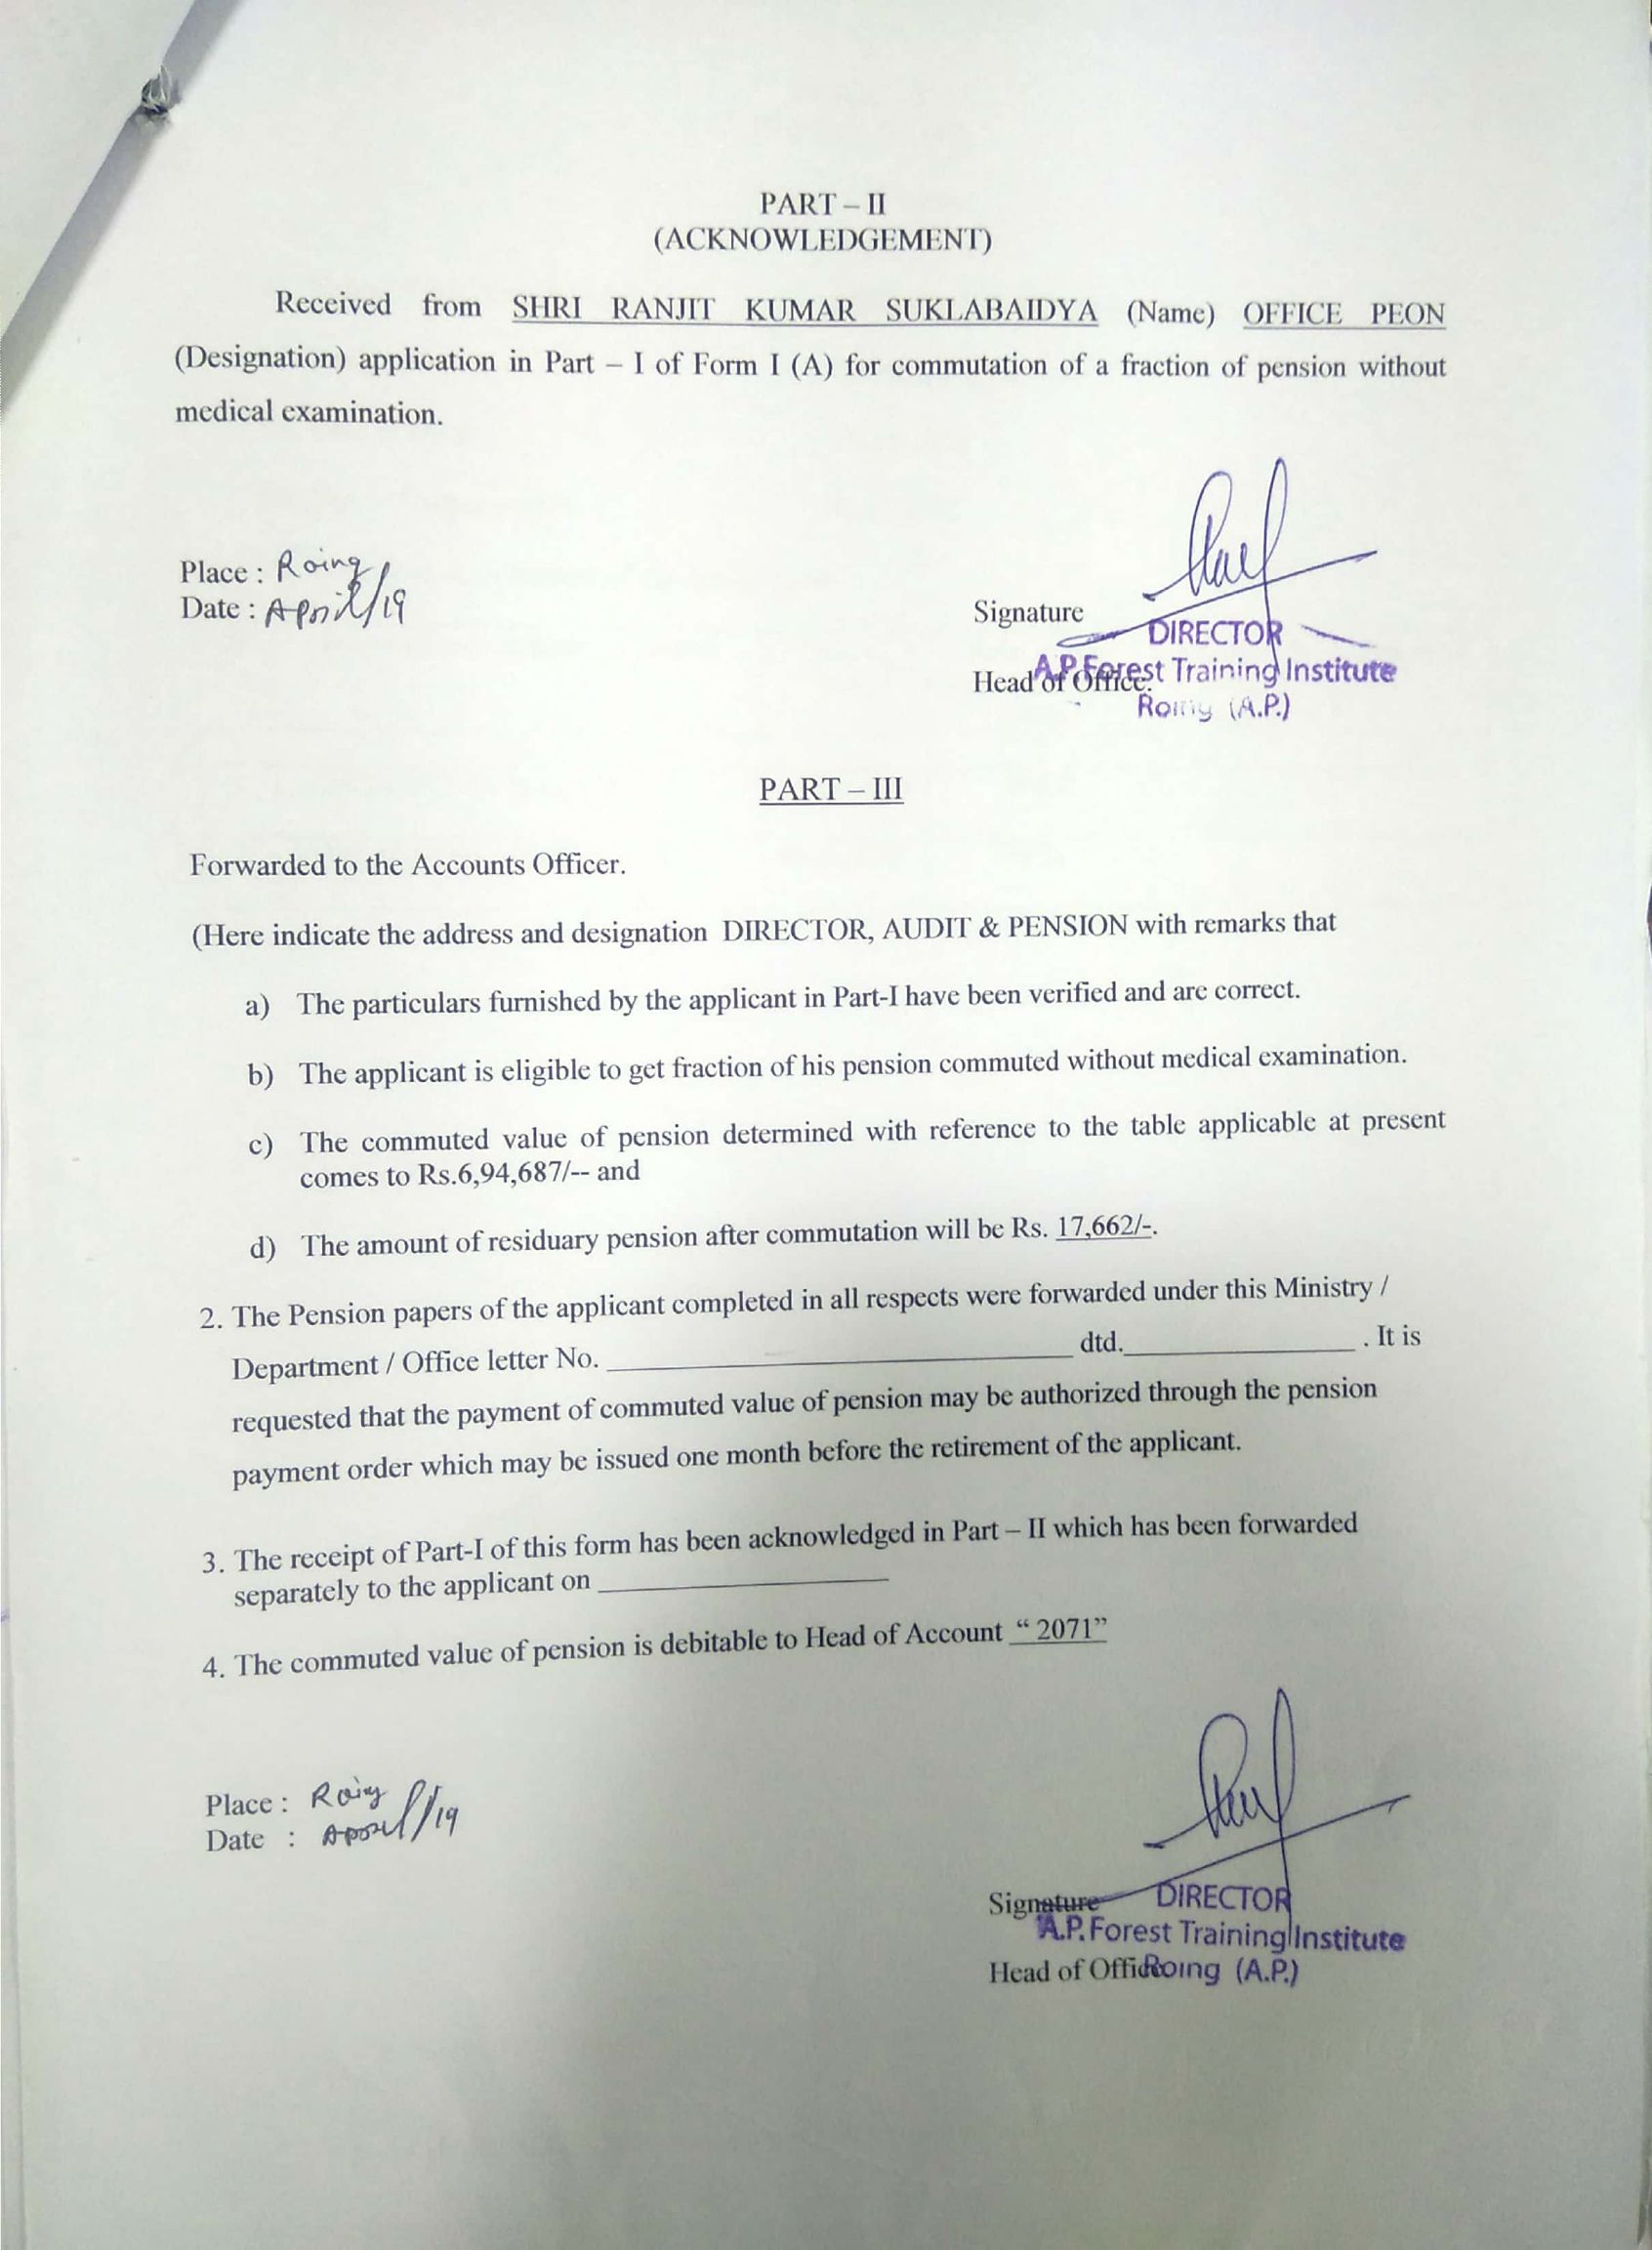 PART – II
(ACKNOWLEDGEMENT)
Received from SHRI RANJIT KUMAR SUKLABAIDYA (Name) OFFICE PEON
(Designation) application in Part – I of Form I (A) for commutation of a fraction of pension without
medical examination.
Place : Roing
Date : April/19
Signature
DIRECTOR
A.P.Forest Training Institute
Head of Office.
Roing (A.P.)
PART – III
Forwarded to the Accounts Officer.
(Here indicate the address and designation DIRECTOR, AUDIT & PENSION with remarks that
a) The particulars furnished by the applicant in Part-I have been verified and are correct.
b) The applicant is eligible to get fraction of his pension commuted without medical examination.
c) The commuted value of pension determined with reference to the table applicable at present
comes to Rs.6,94,687/-- and
d) The amount of residuary pension after commutation will be Rs. 17,662/-.
2. The Pension papers of the applicant completed in all respects were forwarded under this Ministry /
Department / Office letter No. ______________________ dtd.______________ . It is
requested that the payment of commuted value of pension may be authorized through the pension
payment order which may be issued one month before the retirement of the applicant.
3. The receipt of Part-I of this form has been acknowledged in Part – II which has been forwarded
separately to the applicant on ______________
4. The commuted value of pension is debitable to Head of Account “ 2071”
Place : Roing
Date : April/19
Signature
DIRECTOR
A.P.Forest Training Institute
Head of Office
Roing (A.P.)